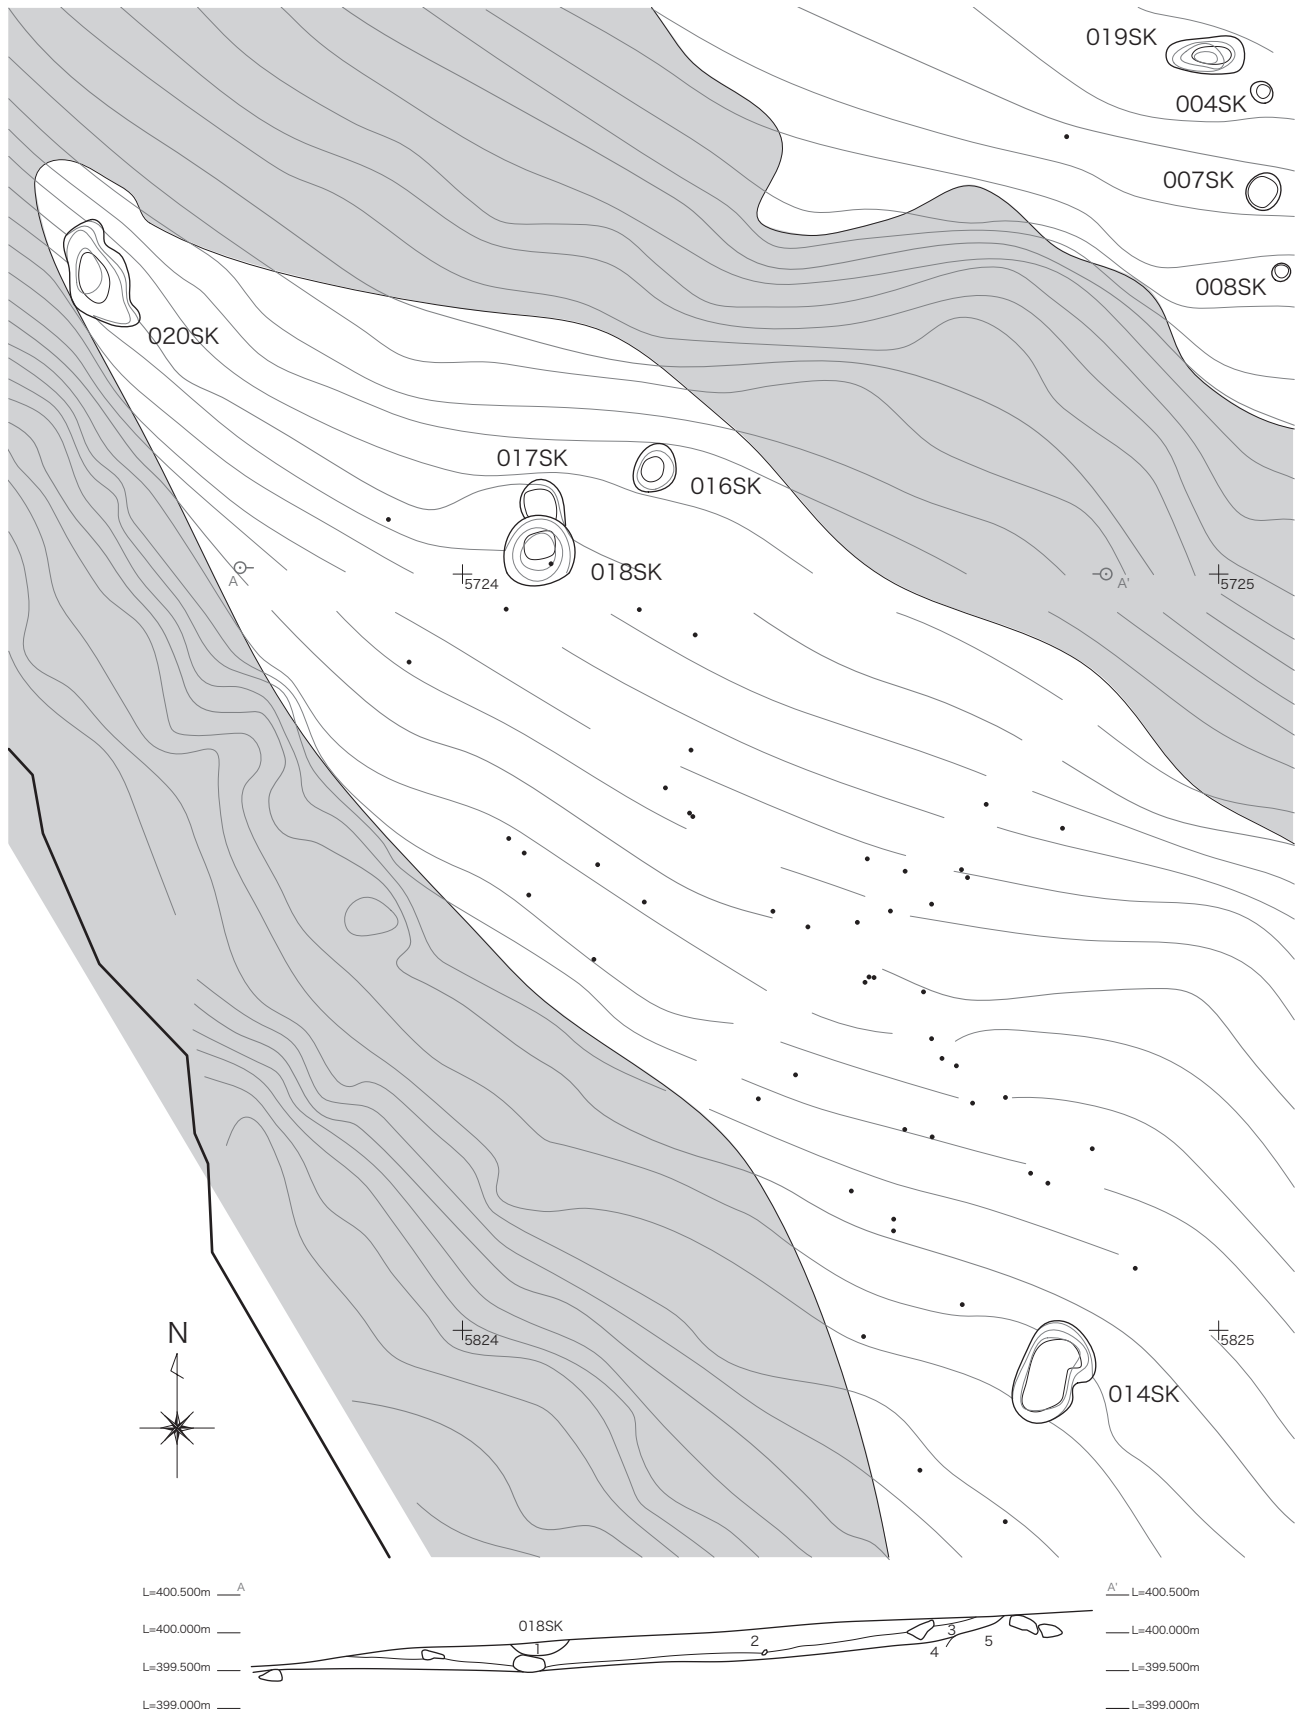 019SK
004SK
007SK
008SK
020SK
017SK
016SK
018SK
A
5724
A'
5725
N
5824
5825
014SK
L=400.500m
A
A'
L=400.500m
L=400.000m
018SK
1
2
3
4
5
L=400.000m
L=399.500m
L=399.500m
L=399.000m
L=399.000m